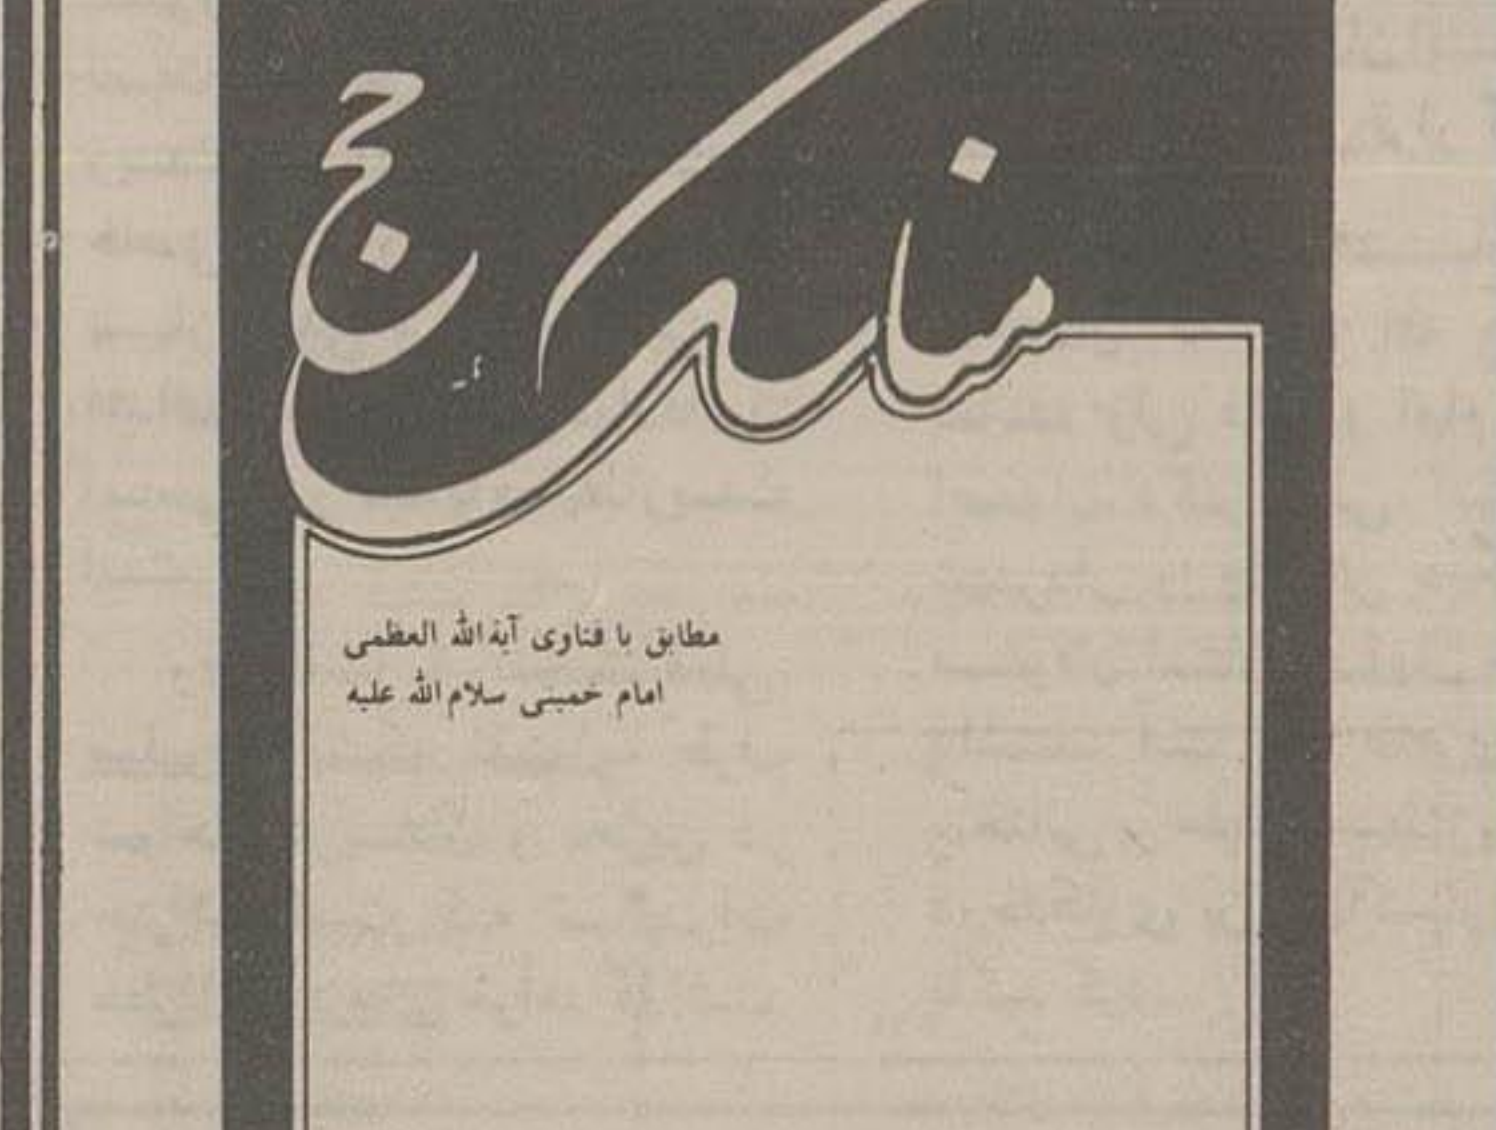 مناسک حج
مطابق با فتاوی آیة‌الله العظمی
امام خمینی سلام‌الله علیه